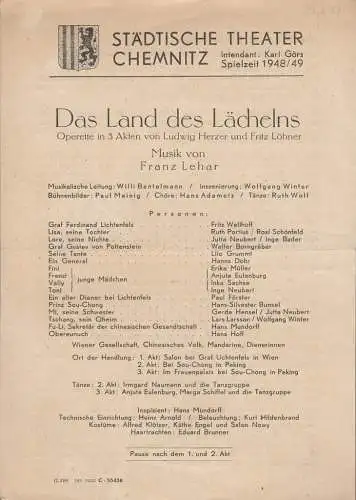 STÄDTISCHE THEATER
CHEMNITZ
Intendant: Karl Görs
Spielzeit 1948/49
Das Land des Lächelns
Operette in 3 Akten von Ludwig Herzer und Fritz Löhner
Musik von
Franz Lehar
Musikalische Leitung: Willi Bentelmann / Inszenierung: Wolfgang Winter
Bühnenbilder: Paul Meinig / Chöre: Hans Adametz / Tänze: Ruth Wolf
Personen:
Graf Ferdinand Lichtenfels Fritz Wellhoff
Lisa, seine Tochter Ruth Portius / Rosl Schönfeld
Lore, seine Nichte Jutta Neubert / Inge Bader
Graf Gustav von Pottenstein Walter Bonngräber
Seine Tante Lilo Grumml
Ein General Hanns Dohr
Fini Erika Müller
Franzi Anjuta Eulenburg
Vally Inka Sachse
Toni Inge Neubert
junge Mädchen
Ein alter Diener bei Lichtenfels Paul Förster
Prinz Sou-Chong Hans-Silvester Bunsel
Mi, seine Schwester Gerda Hensel / Jutta Neubert
Tschang, sein Oheim Lars Larsson / Wolfgang Winter
Fu-Li, Sekretär der chinesischen Gesandtschaft Hans Mundorff
Obereunuch Hans Hoff
Wiener Gesellschaft, Chinesisches Volk, Mandarine, Dienerinnen
Ort der Handlung: 1. Akt: Salon bei Graf Lichtenfels in Wien
2. Akt: Bei Sou-Chong in Peking
3. Akt: Im Frauenpalais bei Sou-Chong in Peking
Tänze: 2. Akt: Irmgard Naumann und die Tanzgruppe
3. Akt: Anjuta Eulenburg, Marga Schiffel und die Tanzgruppe
Inspizient: Hans Mundorff
Technische Einrichtung: Heinz Arnold / Beleuchtung: Kurt Hildenbrand
Kostüme: Alfred Klötzer, Käthe Engel und Safan Nowy
Haartrachten: Eduard Brunner
Pause nach dem 1. und 2. Akt